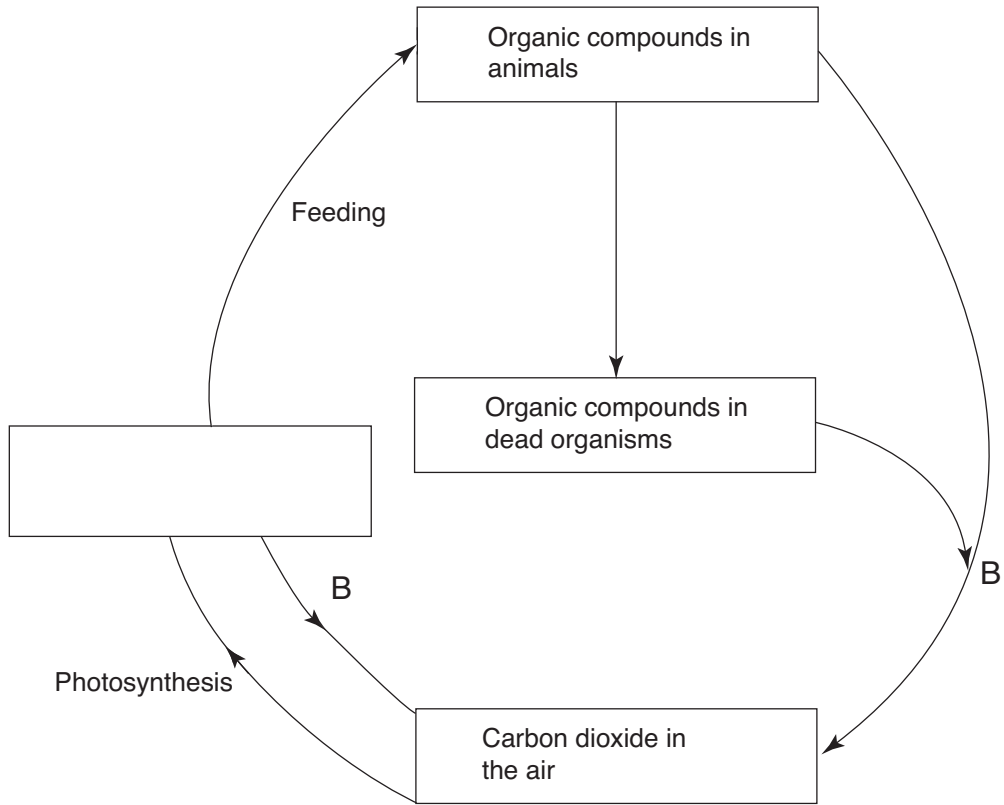 Organic compounds in
animals
Feeding
Organic compounds in
dead organisms
B
B
Photosynthesis
Carbon dioxide in
the air